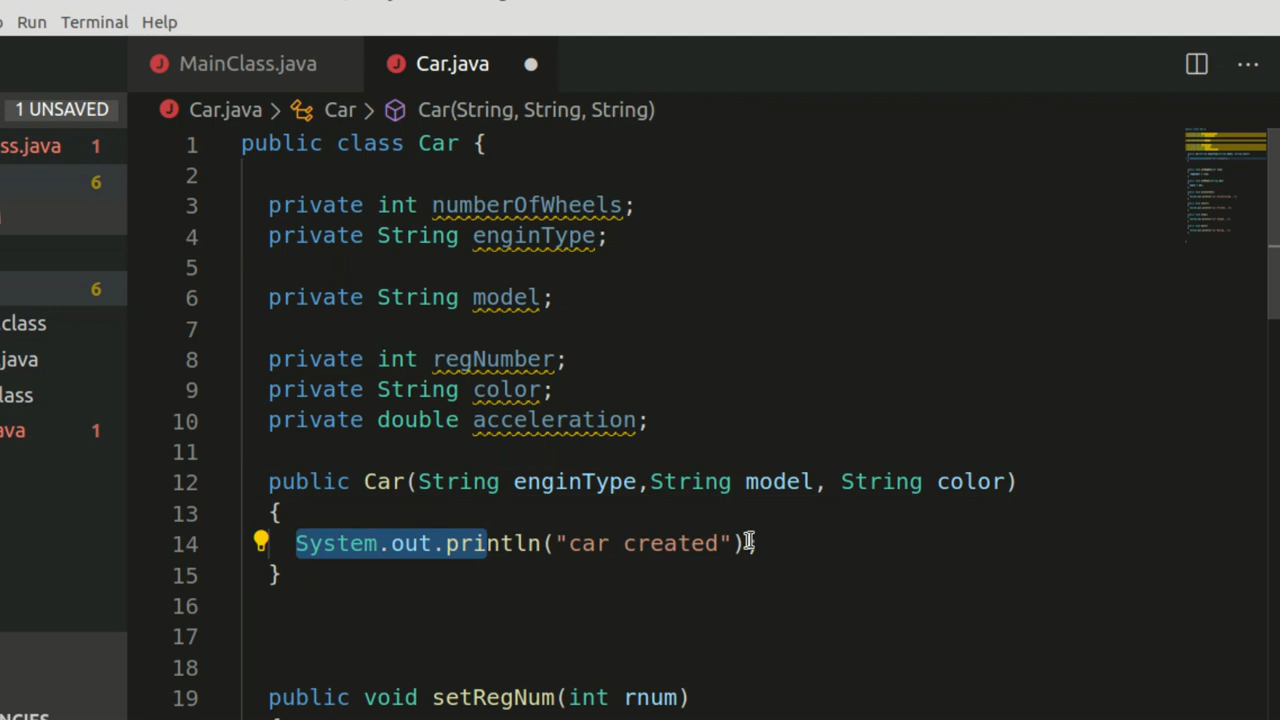 Run Terminal Help
MainClass.java Car.java
1 UNSAVED
Car.java > Car > Car(String, String, String)
ss.java 1
6
6
.class
java
lass
ava 1
1 public class Car {
2
3 private int numberOfWheels;
4 private String enginType;
5
6 private String model;
7
8 private int regNumber;
9 private String color;
10 private double acceleration;
11
12 public Car(String enginType,String model, String color)
13 {
14 System.out.println("car created");
15 }
16
17
18
19 public void setRegNum(int rnum)